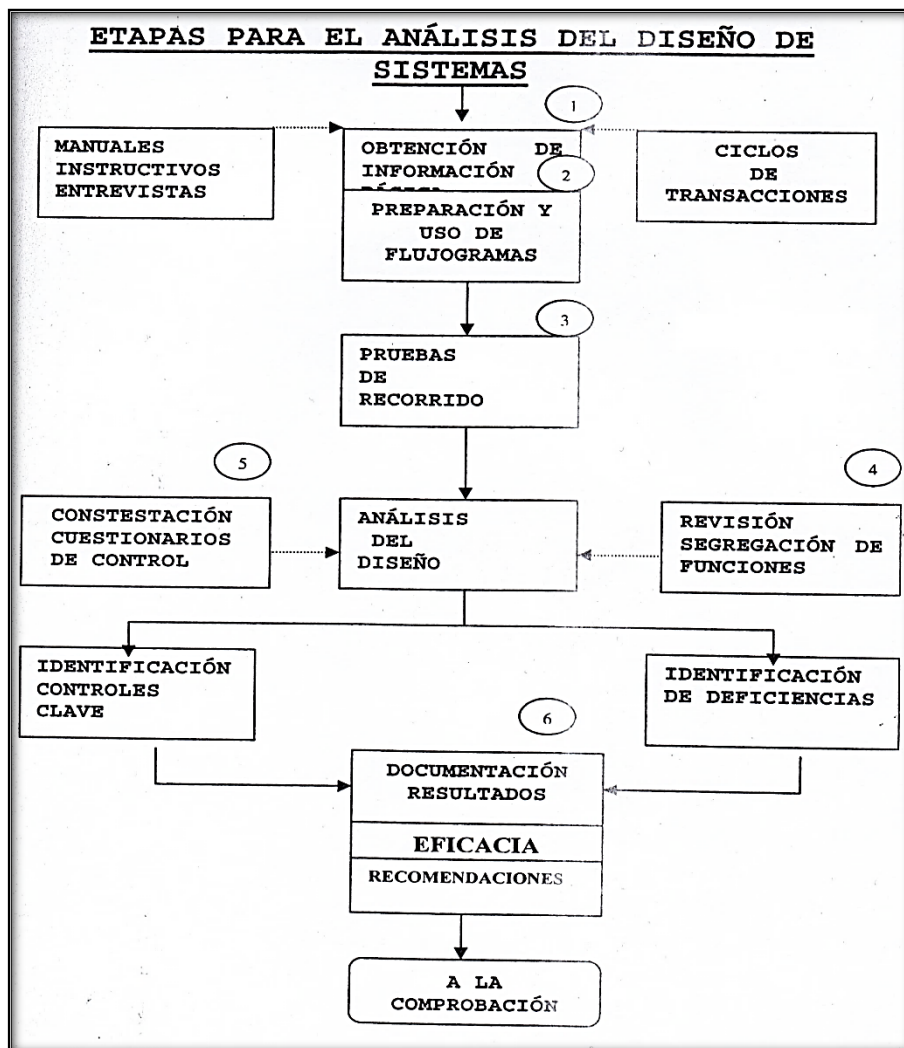 ETAPAS PARA EL ANÁLISIS DEL DISEÑO DE
SISTEMAS
1
MANUALES
INSTRUCTIVOS
ENTREVISTAS
OBTENCIÓN DE
INFORMACIÓN
CICLOS
DE
TRANSACCIONES
2
PREPARACIÓN Y
USO DE
FLUJOGRAMAS
3
PRUEBAS
DE
RECORRIDO
5
4
CONSTESTACIÓN
CUESTIONARIOS
DE CONTROL
ANÁLISIS
DEL
DISEÑO
REVISIÓN
SEGREGACIÓN DE
FUNCIONES
IDENTIFICACIÓN
CONTROLES
CLAVE
IDENTIFICACIÓN
DE DEFICIENCIAS
6
DOCUMENTACIÓN
RESULTADOS
EFICACIA
RECOMENDACIONES
A LA
COMPROBACIÓN